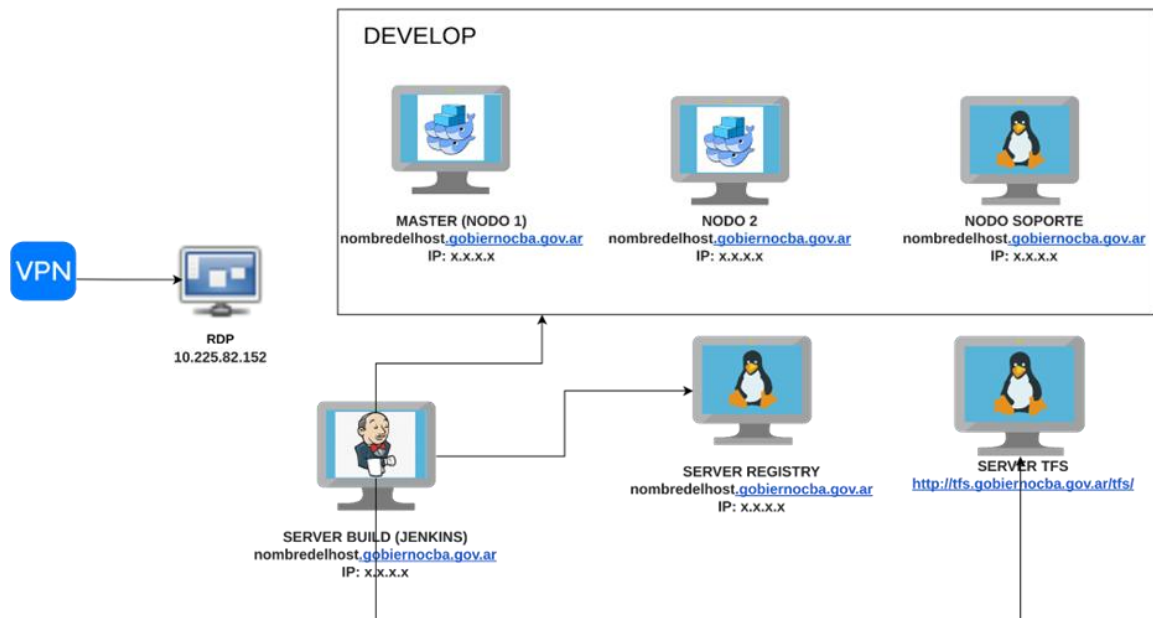 DEVELOP
MASTER (NODO 1)
nombredelhost.gobiernocba.gov.ar
IP: x.x.x.x
NODO 2
nombredelhost.gobiernocba.gov.ar
IP: x.x.x.x
NODO SOPORTE
nombredelhost.gobiernocba.gov.ar
IP: x.x.x.x
VPN
RDP
10.225.82.152
SERVER REGISTRY
nombredelhost.gobiernocba.gov.ar
IP: x.x.x.x
SERVER TFS
http://tfs.gobiernocba.gov.ar/tfs/
SERVER BUILD (JENKINS)
nombredelhost.gobiernocba.gov.ar
IP: x.x.x.x